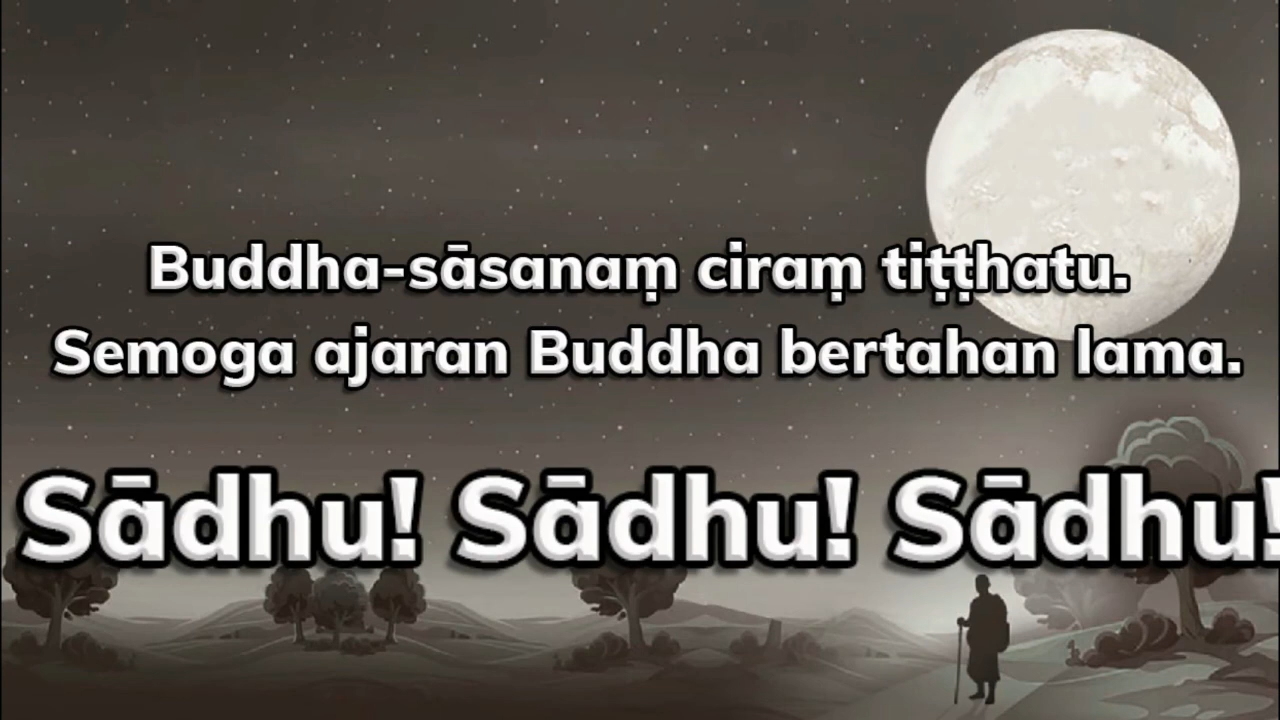 Buddha-sāsanaṃ ciraṃ tiṭṭhatu.
Semoga ajaran Buddha bertahan lama.
Sādhu! Sādhu! Sādhu!